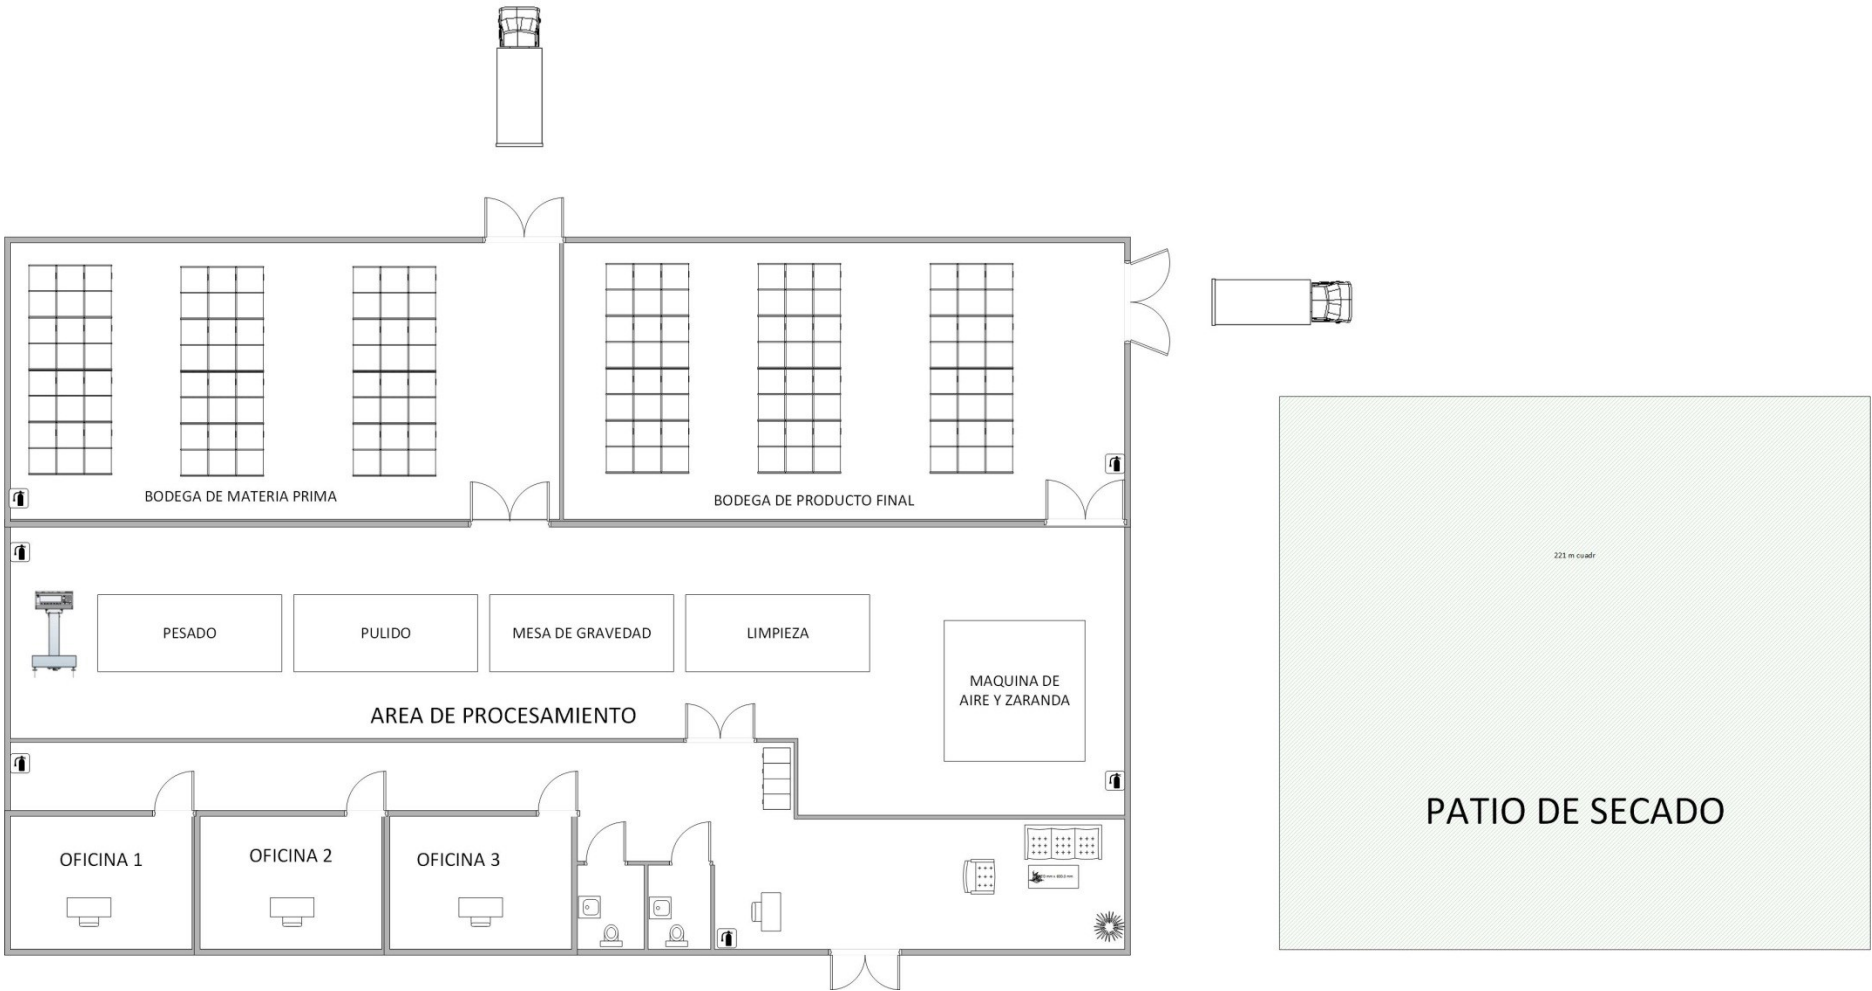 BODEGA DE MATERIA PRIMA
BODEGA DE PRODUCTO FINAL
221 m cuadr
PESADO
PULIDO
MESA DE GRAVEDAD
LIMPIEZA
MAQUINA DE
AIRE Y ZARANDA
AREA DE PROCESAMIENTO
PATIO DE SECADO
OFICINA 1
OFICINA 2
OFICINA 3